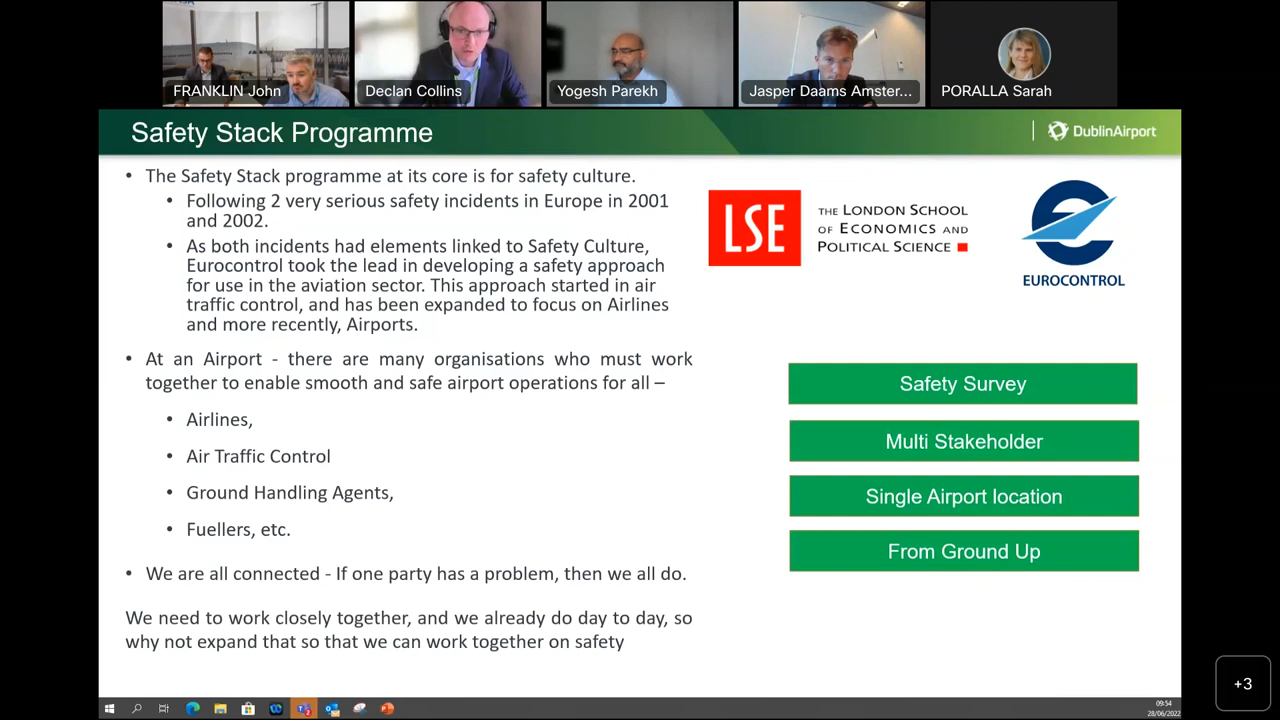 FRANKLIN John
Declan Collins
Yogesh Parekh
Jasper Daams Amster...
PORALLA Sarah
Safety Stack Programme
DublinAirport
• The Safety Stack programme at its core is for safety culture.
• Following 2 very serious safety incidents in Europe in 2001
and 2002.
• As both incidents had elements linked to Safety Culture,
Eurocontrol took the lead in developing a safety approach
for use in the aviation sector. This approach started in air
traffic control, and has been expanded to focus on Airlines
and more recently, Airports.
• At an Airport - there are many organisations who must work
together to enable smooth and safe airport operations for all –
• Airlines,
• Air Traffic Control
• Ground Handling Agents,
• Fuellers, etc.
• We are all connected - If one party has a problem, then we all do.
We need to work closely together, and we already do day to day, so
why not expand that so that we can work together on safety
LSE
THE LONDON SCHOOL
OF ECONOMICS AND
POLITICAL SCIENCE
EUROCONTROL
Safety Survey
Multi Stakeholder
Single Airport location
From Ground Up
+3
09:54
28/06/2022